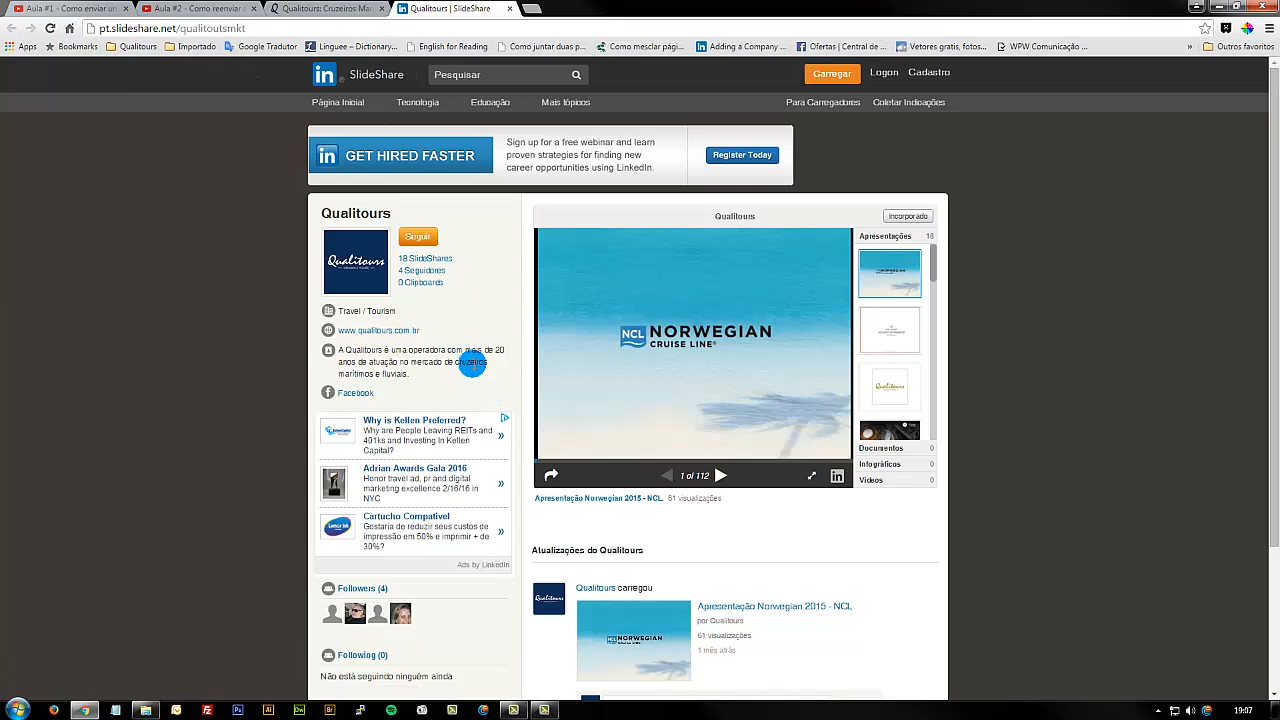 Aula #1 - Como enviar um
Aula #2 - Como reenviar a
Qualitours: Cruzeiros Mar
Qualitours | SlideShare
pt.slideshare.net/qualitoutsmkt
Apps
Bookmarks
Qualitours
Importado
Google Tradutor
Linguee – Dictionary...
English for Reading
Como juntar duas p...
Como mesclar pági...
Adding a Company ...
Ofertas | Central de ...
Vetores gratis, fotos...
WPW Comunicação ...
» Outros favoritos
in SlideShare
Pesquisar
Carregar
Logon
Cadastro
Página Inicial
Tecnologia
Educação
Mais tópicos
Para Carregadores
Coletar Indicações
in GET HIRED FASTER
Sign up for a free webinar and learn
proven strategies for finding new
career opportunities using LinkedIn.
Register Today
Qualitours
Qualitours
Seguir
18 SlideShares
4 Seguidores
0 Clipboards
Travel / Tourism
www.qualitours.com.br
A Qualitours é uma operadora com mais de 20
anos de atuação no mercado de cruzeiros
marítimos e fluviais.
Facebook
Why is Kellen Preferred?
Why are People Leaving REITs and
401ks and Investing In Kellen
Capital?
Adrian Awards Gala 2016
Honor travel ad, pr and digital
marketing excellence 2/16/16 in
NYC
Cartucho Compativel
Gostaria de reduzir seus custos de
impressão em 50% e imprimir + de
30%?
Ads by LinkedIn
Followers (4)
Following (0)
Não está seguindo ninguém ainda
Qualitours
Incorporado
NCL NORWEGIAN
CRUISE LINE®
1 of 112
in
Apresentações 18
Documentos 0
Infográficos 0
Vídeos 0
Apresentação Norwegian 2015 - NCL 61 visualizações
Atualizações do Qualitours
Qualitours
Qualitours carregou
NORWEGIAN
Apresentação Norwegian 2015 - NCL
por Qualitours
61 visualizações
1 mês atrás
19:07